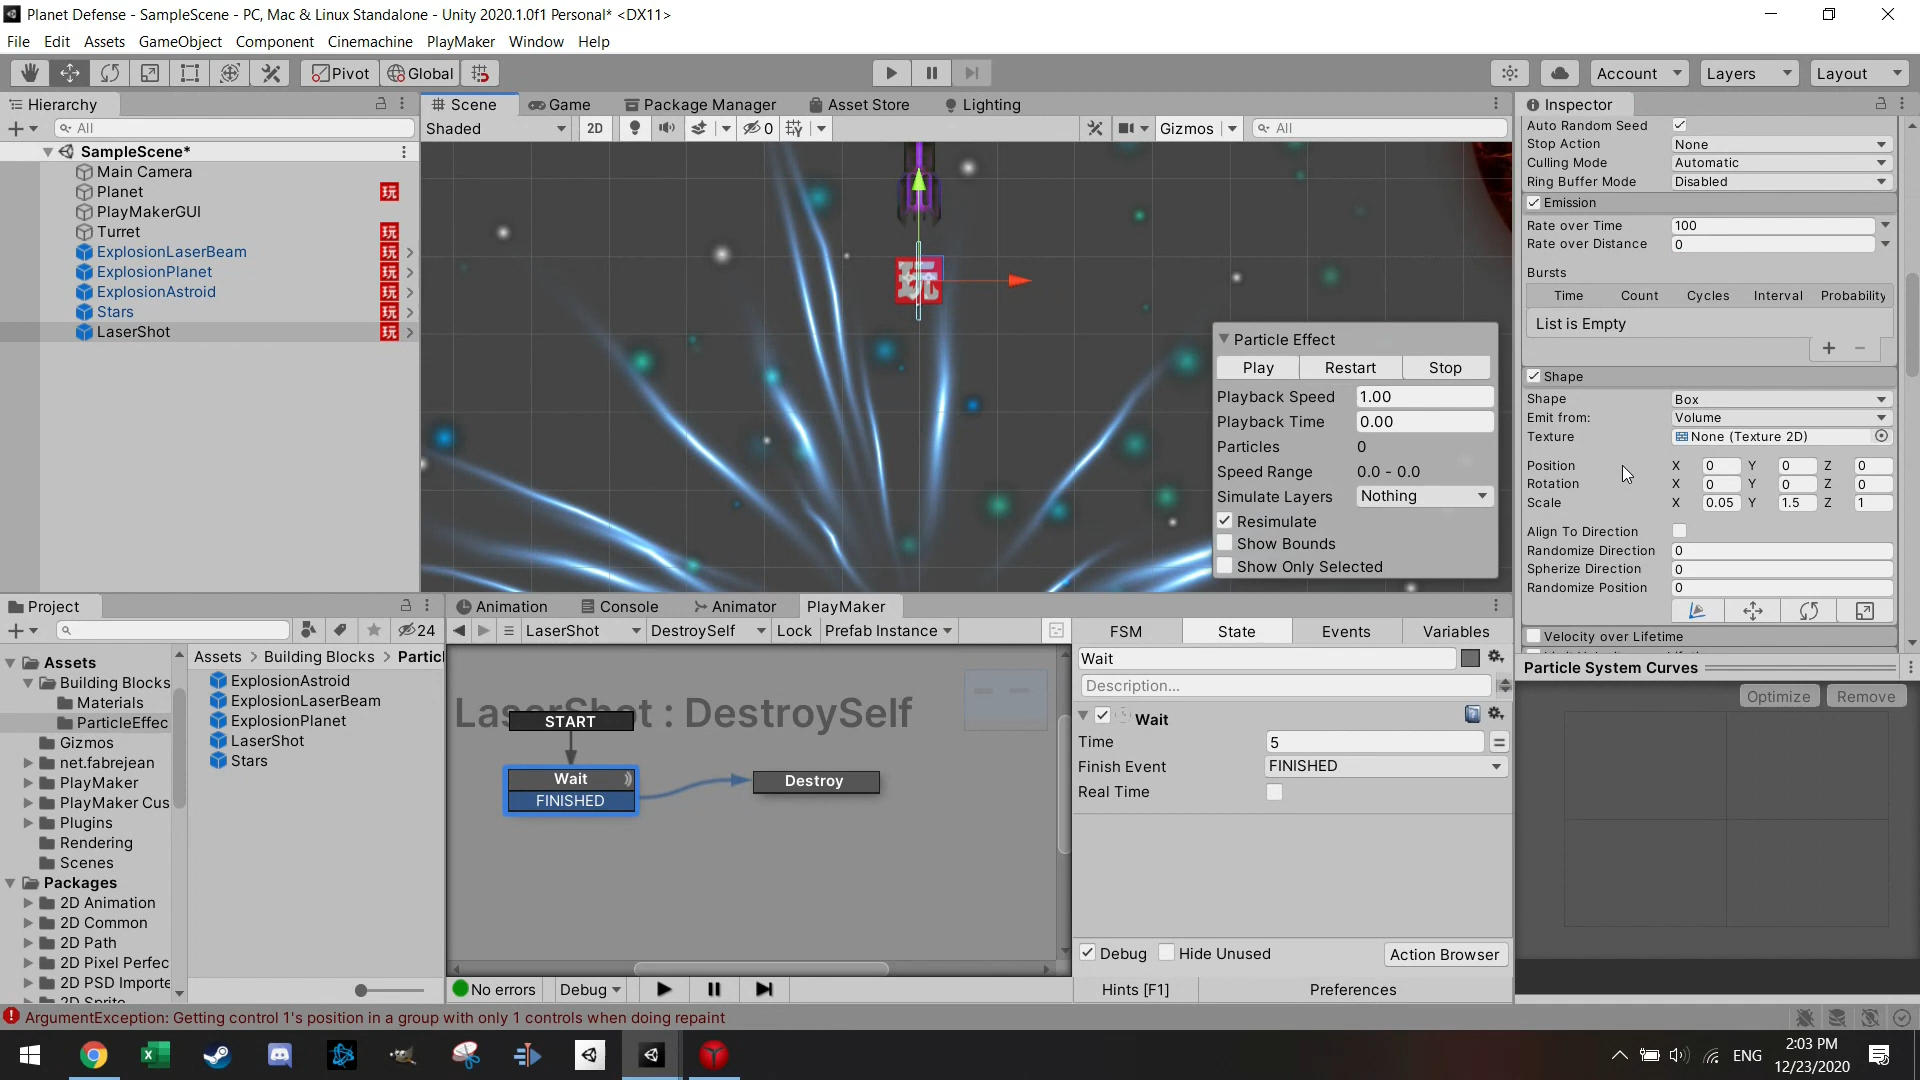 Planet Defense - SampleScene - PC, Mac & Linux Standalone - Unity 2020.1.0f1 Personal* <DX11>
File Edit Assets GameObject Component Cinemachine PlayMaker Window Help
Pivot Global Account Layers Layout
Hierarchy
All
SampleScene*
Main Camera
Planet 玩
PlayMakerGUI
Turret 玩
ExplosionLaserBeam 玩
ExplosionPlanet 玩
ExplosionAstroid 玩
Stars 玩
LaserShot 玩
Scene Game Package Manager Asset Store Lighting
Shaded 2D 0 Gizmos All
玩
Particle Effect
Play Restart Stop
Playback Speed 1.00
Playback Time 0.00
Particles 0
Speed Range 0.0 - 0.0
Simulate Layers Nothing
Resimulate
Show Bounds
Show Only Selected
Inspector
Auto Random Seed
Stop Action None
Culling Mode Automatic
Ring Buffer Mode Disabled
Emission
Rate over Time 100
Rate over Distance 0
Bursts
Time Count Cycles Interval Probability
List is Empty
Shape
Shape Box
Emit from: Volume
Texture None (Texture 2D)
Position X 0 Y 0 Z 0
Rotation X 0 Y 0 Z 0
Scale X 0.05 Y 1.5 Z 1
Align To Direction
Randomize Direction 0
Spherize Direction 0
Randomize Position 0
Velocity over Lifetime
Particle System Curves
Optimize Remove
Project
24
Assets
Building Blocks
Materials
ParticleEffec
Gizmos
net.fabrejean
PlayMaker
PlayMaker Cus
Plugins
Rendering
Scenes
Packages
2D Animation
2D Common
2D Path
2D Pixel Perfec
2D PSD Importe
2D Sprite
Assets > Building Blocks > Partic
ExplosionAstroid
ExplosionLaserBeam
ExplosionPlanet
LaserShot
Stars
Animation Console Animator PlayMaker
LaserShot DestroySelf Lock Prefab Instance
LaserShot : DestroySelf
START
Wait
FINISHED
Destroy
No errors Debug
FSM State Events Variables
Wait
Description...
Wait
Time 5
Finish Event FINISHED
Real Time
Debug Hide Unused Action Browser
Hints [F1] Preferences
ArgumentException: Getting control 1's position in a group with only 1 controls when doing repaint
ENG
2:03 PM
12/23/2020